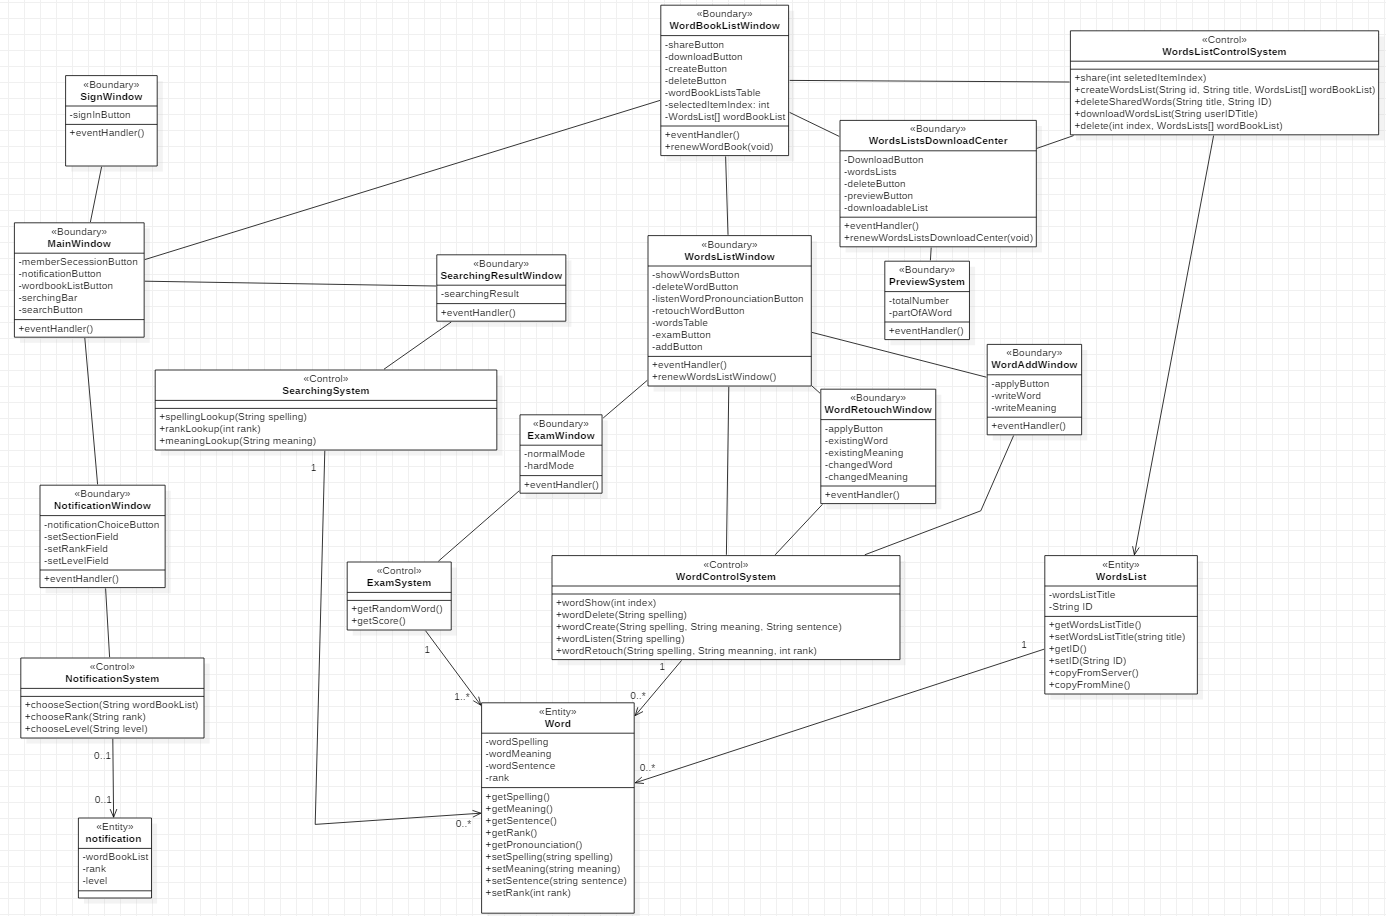 «Boundary»
WordBookListWindow
-shareButton
-downloadButton
-createButton
-deleteButton
-wordBookListsTable
-selectedItemIndex: int
-WordsList[] wordBookList
+eventHandler()
+renewWordBook(void)
«Control»
WordsListControlSystem
+share(int seletedItemIndex)
+createWordsList(String id, String title, WordsList[] wordBookList)
+deleteSharedWords(String title, String ID)
+downloadWordsList(String userIDTitle)
+delete(int index, WordsLists[] wordBookList)
«Boundary»
SignWindow
-signInButton
+eventHandler()
«Boundary»
WordsListsDownloadCenter
-DownloadButton
-wordsLists
-deleteButton
-previewButton
-downloadableList
+eventHandler()
+renewWordsListsDownloadCenter(void)
«Boundary»
MainWindow
-memberSecessionButton
-notificationButton
-wordbookListButton
-serchingBar
-searchButton
+eventHandler()
«Boundary»
SearchingResultWindow
-searchingResult
+eventHandler()
«Boundary»
WordsListWindow
-showWordsButton
-deleteWordButton
-listenWordPronounciationButton
-retouchWordButton
-wordsTable
-examButton
-addButton
+eventHandler()
+renewWordsListWindow()
«Boundary»
PreviewSystem
-totalNumber
-partOfAWord
+eventHandler()
«Boundary»
WordAddWindow
-applyButton
-writeWord
-writeMeaning
+eventHandler()
«Control»
SearchingSystem
+spellingLookup(String spelling)
+rankLookup(int rank)
+meaningLookup(String meaning)
1
«Boundary»
WordRetouchWindow
-applyButton
-existingWord
-existingMeaning
-changedWord
-changedMeaning
+eventHandler()
«Boundary»
ExamWindow
-normalMode
-hardMode
+eventHandler()
«Boundary»
NotificationWindow
-notificationChoiceButton
-setSectionField
-setRankField
-setLevelField
+eventHandler()
«Control»
ExamSystem
+getRandomWord()
+getScore()
1
1..*
«Control»
WordControlSystem
+wordShow(int index)
+wordDelete(String spelling)
+wordCreate(String spelling, String meaning, String sentence)
+wordListen(String spelling)
+wordRetouch(String spelling, String meanning, int rank)
1
0..*
«Entity»
WordsList
-wordsListTitle
-String ID
+getWordsListTitle()
+setWordsListTitle(string title)
+getID()
+setID(String ID)
+copyFromServer()
+copyFromMine()
1
0..*
«Control»
NotificationSystem
+chooseSection(String wordBookList)
+chooseRank(String rank)
+chooseLevel(String level)
0..1
0..1
«Entity»
Word
-wordSpelling
-wordMeaning
-wordSentence
-rank
+getSpelling()
+getMeaning()
+getSentence()
+getRank()
+getPronounciation()
+setSpelling(string spelling)
+setMeaning(string meaning)
+setSentence(string sentence)
+setRank(int rank)
0..*
«Entity»
notification
-wordBookList
-rank
-level